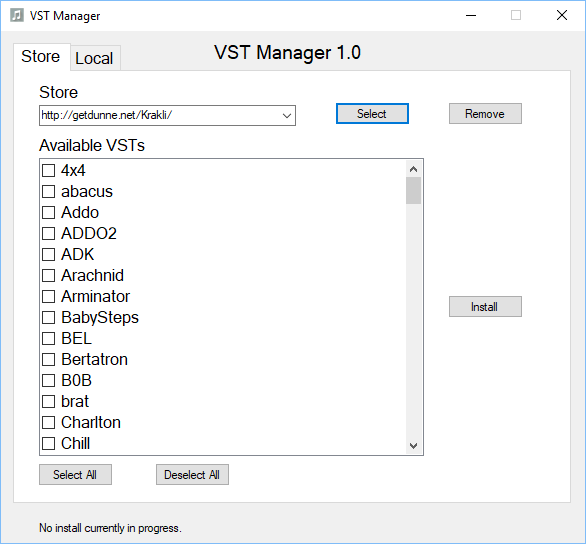 VST Manager
Store Local
VST Manager 1.0
Store
http://getdunne.net/Krakli/
Select
Remove
Available VSTs
4x4
abacus
Addo
ADDO2
ADK
Arachnid
Arminator
BabySteps
BEL
Bertatron
B0B
brat
Charlton
Chill
Install
Select All
Deselect All
No install currently in progress.